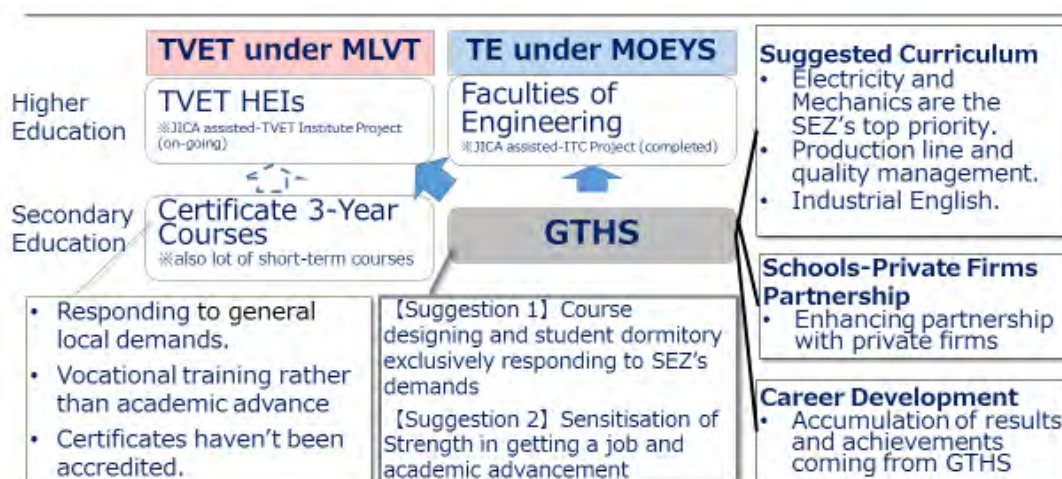 TVET under MLVT
TE under MOEYS
Higher
Education
TVET HEIs
※JICA assisted-TVET Institute Project
(on-going)
Faculties of
Engineering
※JICA assisted-ITC Project (completed)
Secondary
Education
Certificate 3-Year
Courses
※also lot of short-term courses
GTHS
• Responding to general
local demands.
• Vocational training rather
than academic advance
• Certificates haven't been
accredited.
【Suggestion 1】Course
designing and student dormitory
exclusively responding to SEZ's
demands
【Suggestion 2】Sensitisation of
Strength in getting a job and
academic advancement
Suggested Curriculum
• Electricity and
Mechanics are the
SEZ's top priority.
• Production line and
quality management.
• Industrial English.
Schools-Private Firms
Partnership
• Enhancing partnership
with private firms
Career Development
• Accumulation of results
and achievements
coming from GTHS